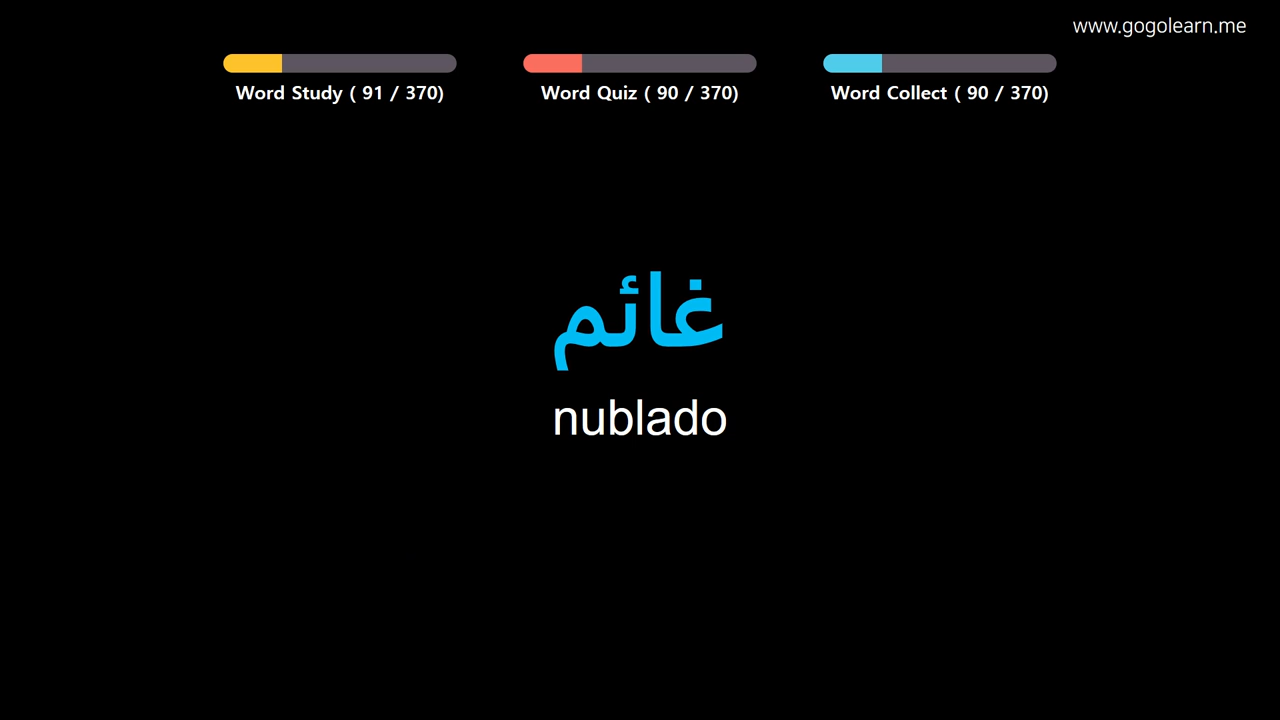 www.gogolearn.me
Word Study ( 91 / 370)
Word Quiz ( 90 / 370)
Word Collect ( 90 / 370)
غائم
nublado